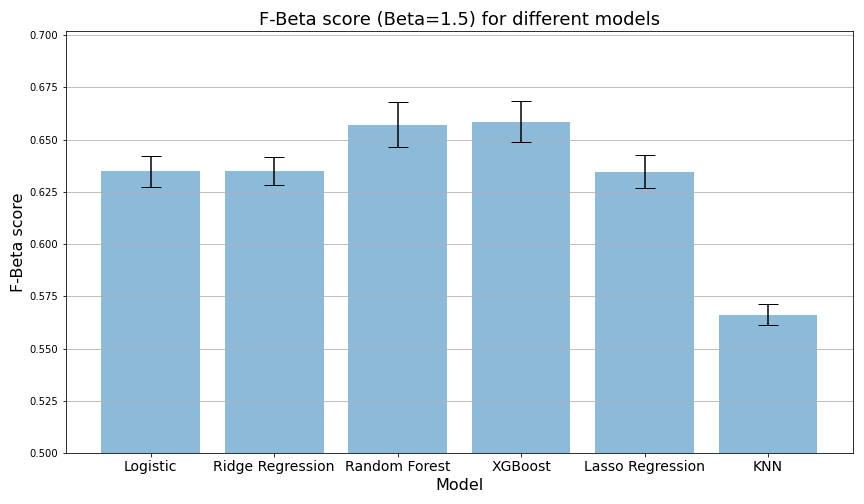 F-Beta score (Beta=1.5) for different models
F-Beta score
0.700
0.675
0.650
0.625
0.600
0.575
0.550
0.525
0.500
Logistic Ridge Regression Random Forest XGBoost Lasso Regression KNN
Model